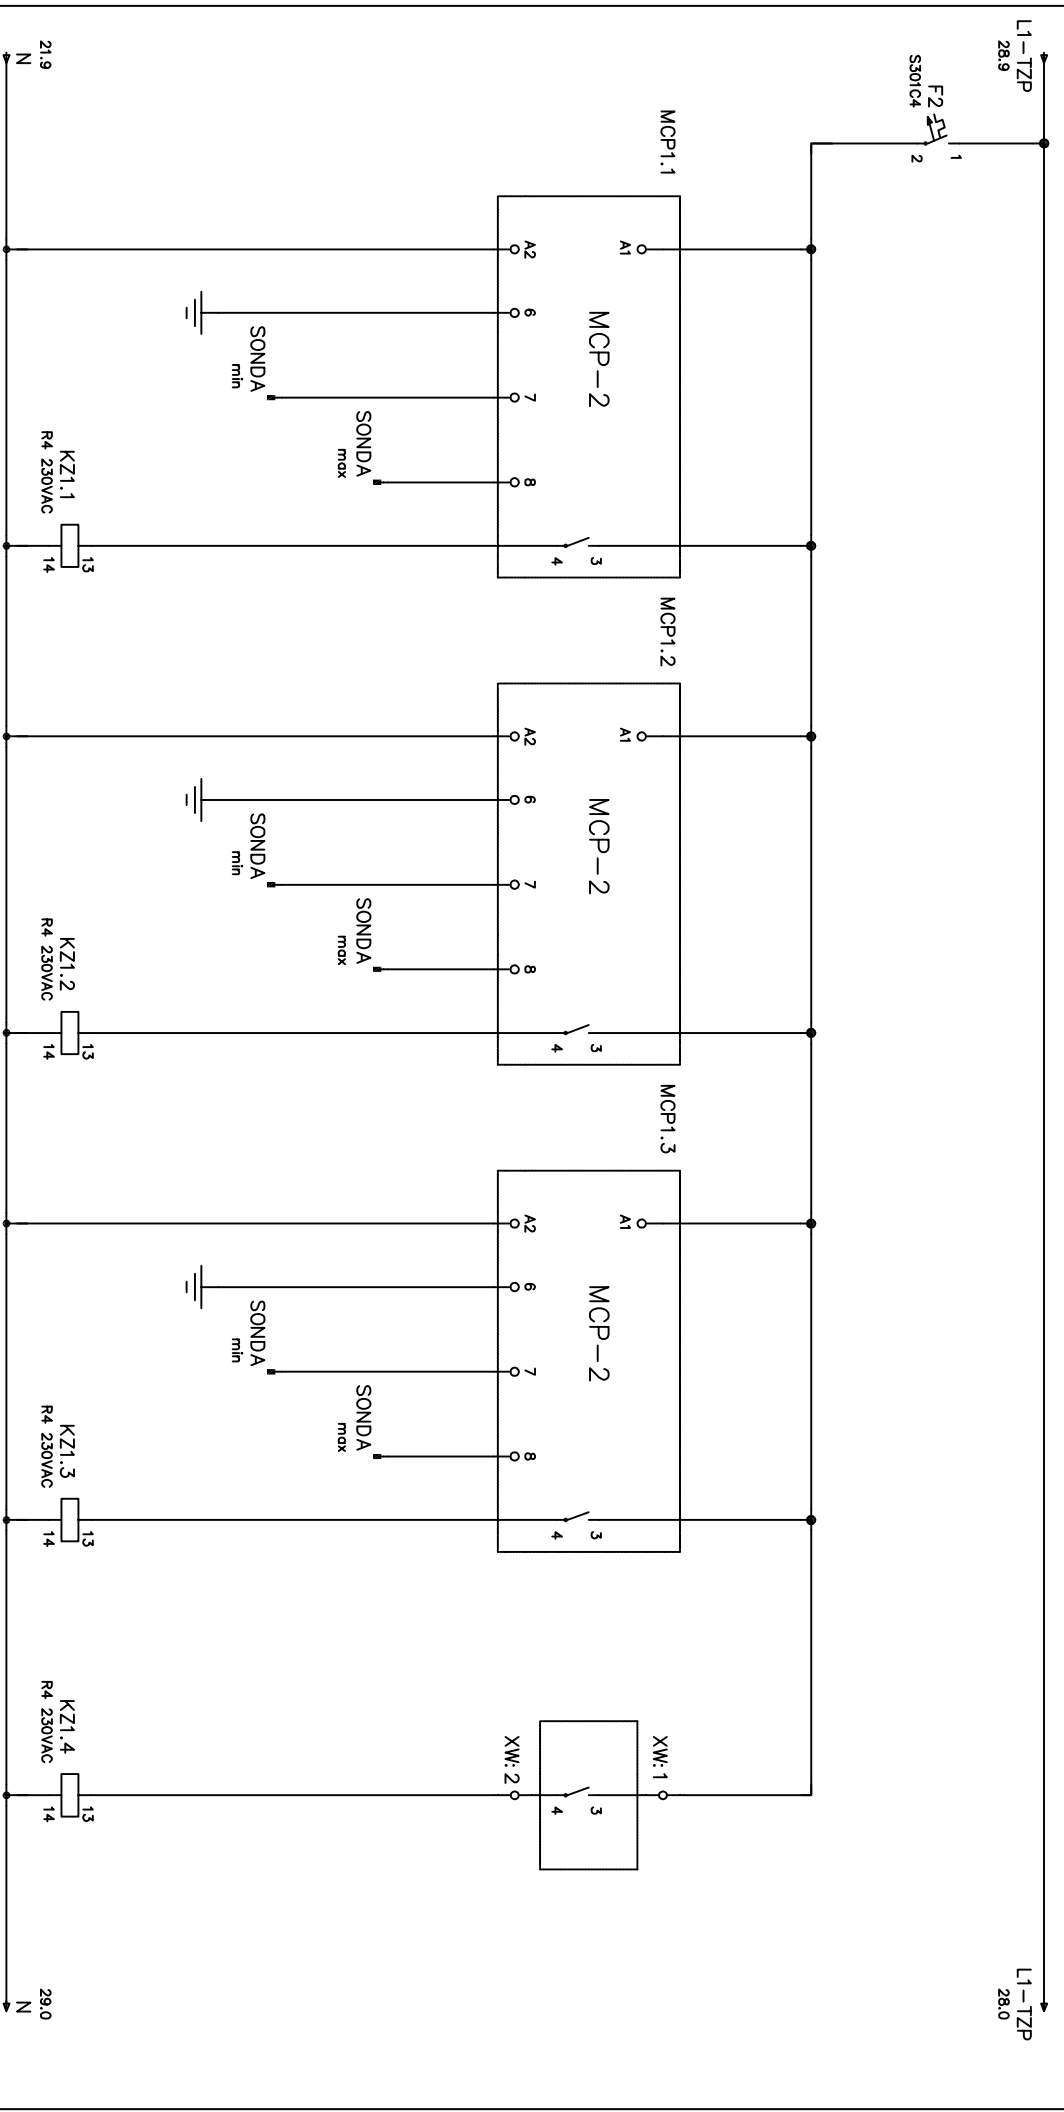 L1-TZP
28.9
L1-TZP
28.0
F2
S301C4
1
2
MCP1.1
A1
MCP-2
3
4
A2
6
7
8
SONDA
min
SONDA
max
KZ1.1
R4 230VAC
13
14
MCP1.2
A1
MCP-2
3
4
A2
6
7
8
SONDA
min
SONDA
max
KZ1.2
R4 230VAC
13
14
MCP1.3
A1
MCP-2
3
4
A2
6
7
8
SONDA
min
SONDA
max
KZ1.3
R4 230VAC
13
14
XW: 1
3
4
XW: 2
KZ1.4
R4 230VAC
13
14
21.9
N
29.0
N